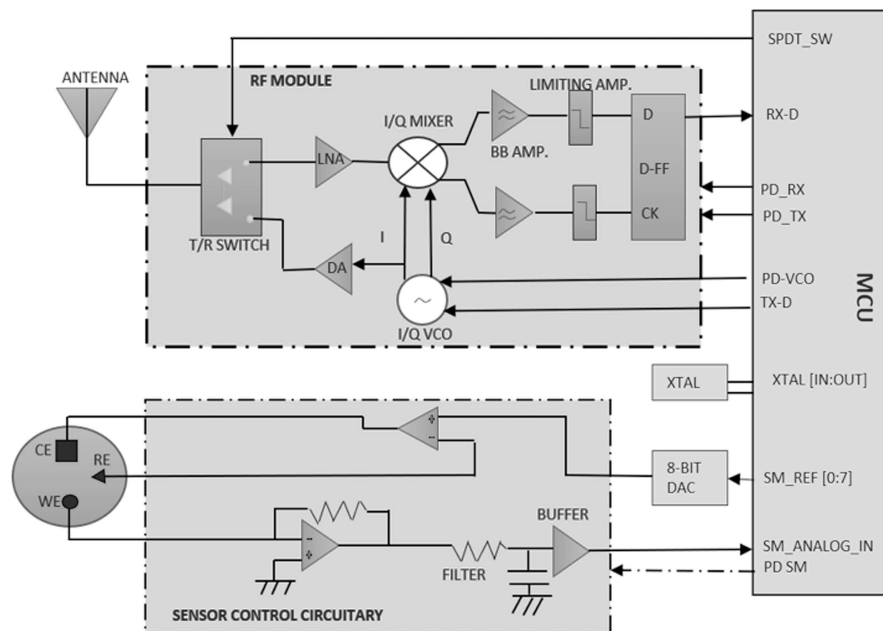 SPDT_SW
ANTENNA
RF MODULE
LIMITING AMP.
I/Q MIXER
RX-D
D
LNA
BB AMP.
D-FF
PD_RX
CK
PD_TX
T/R SWITCH
I
Q
DA
PD-VCO
MCU
~
TX-D
I/Q VCO
XTAL
XTAL [IN:OUT]
CE
+
-
RE
8-BIT
DAC
SM_REF [0:7]
WE
BUFFER
-
+
SM_ANALOG_IN
FILTER
PD SM
SENSOR CONTROL CIRCUITARY